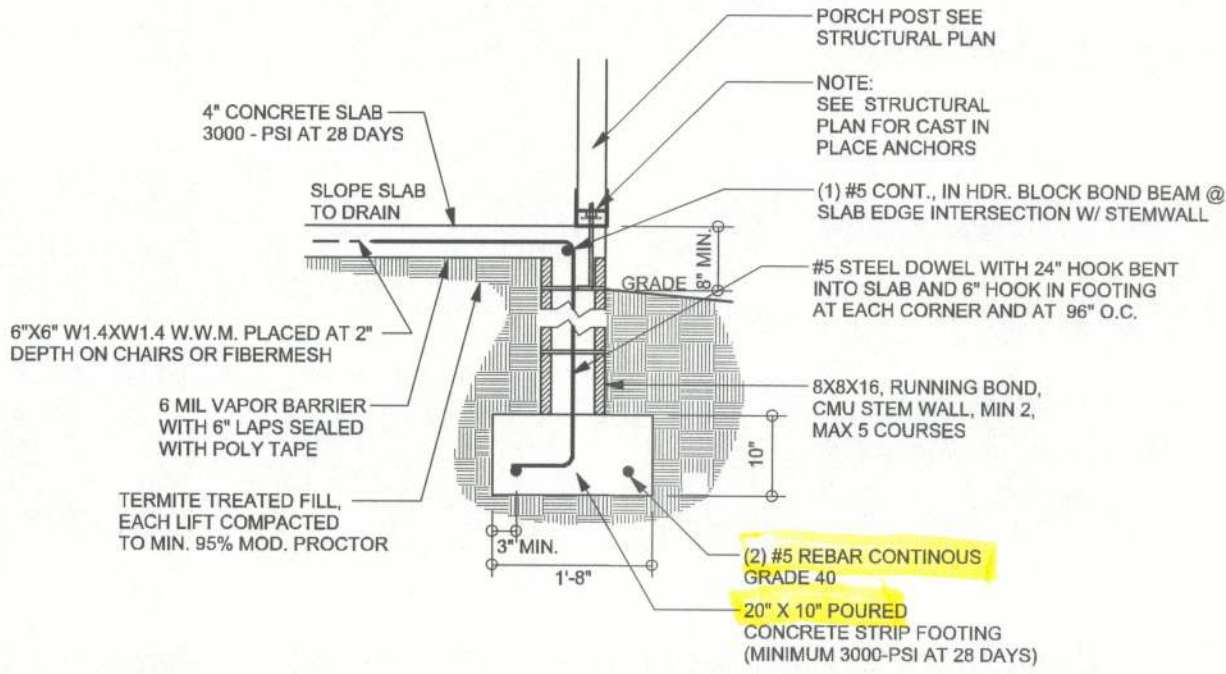 PORCH POST SEE
STRUCTURAL PLAN
NOTE:
SEE STRUCTURAL
PLAN FOR CAST IN
PLACE ANCHORS
4" CONCRETE SLAB
3000 - PSI AT 28 DAYS
SLOPE SLAB
TO DRAIN
(1) #5 CONT., IN HDR. BLOCK BOND BEAM @
SLAB EDGE INTERSECTION W/ STEMWALL
8" MIN.
GRADE
#5 STEEL DOWEL WITH 24" HOOK BENT
INTO SLAB AND 6" HOOK IN FOOTING
AT EACH CORNER AND AT 96" O.C.
6"X6" W1.4XW1.4 W.W.M. PLACED AT 2"
DEPTH ON CHAIRS OR FIBERMESH
8X8X16, RUNNING BOND,
CMU STEM WALL, MIN 2,
MAX 5 COURSES
6 MIL VAPOR BARRIER
WITH 6" LAPS SEALED
WITH POLY TAPE
10"
TERMITE TREATED FILL,
EACH LIFT COMPACTED
TO MIN. 95% MOD. PROCTOR
3" MIN.
1'-8"
(2) #5 REBAR CONTINOUS
GRADE 40
20" X 10" POURED
CONCRETE STRIP FOOTING
(MINIMUM 3000-PSI AT 28 DAYS)